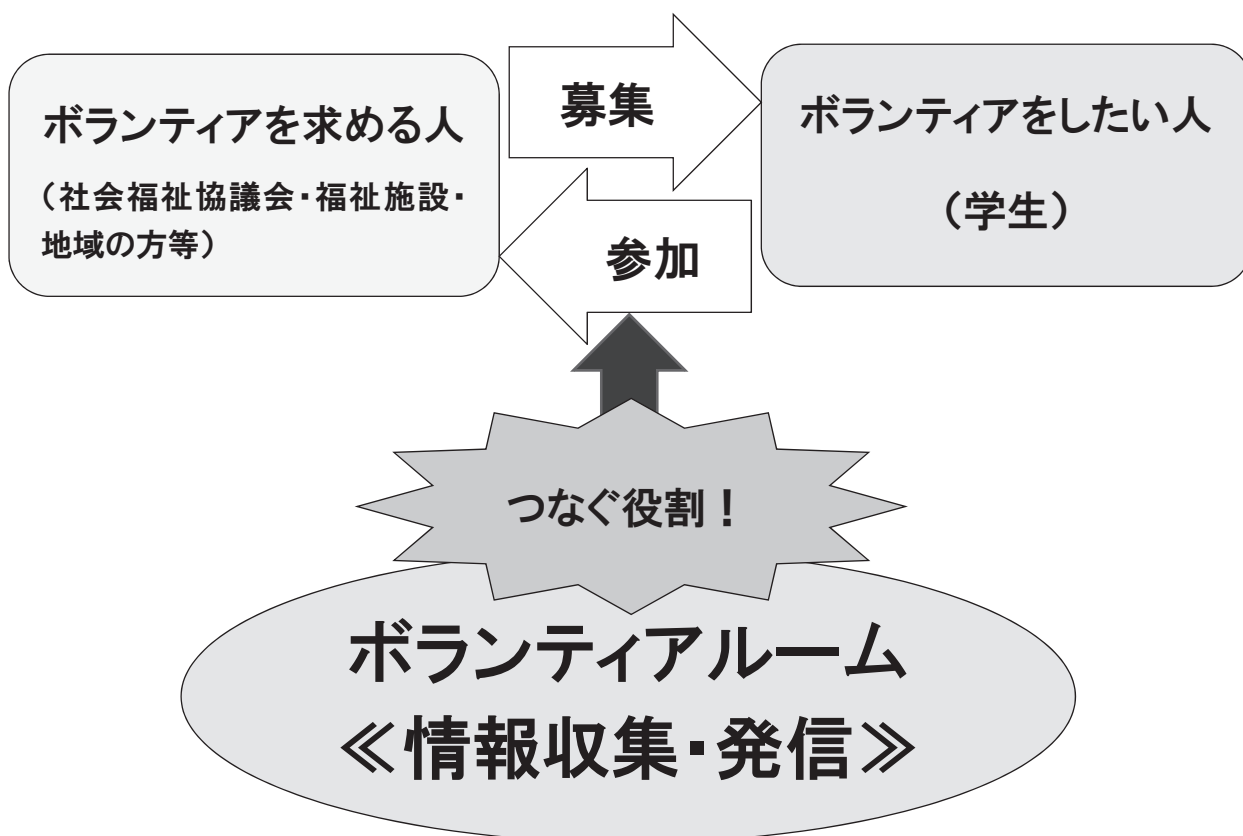 ボランティアを求める人
（社会福祉協議会・福祉施設・
地域の方等）
募集
参加
ボランティアをしたい人
（学生）
つなぐ役割！
ボランティアルーム
≪情報収集・発信≫